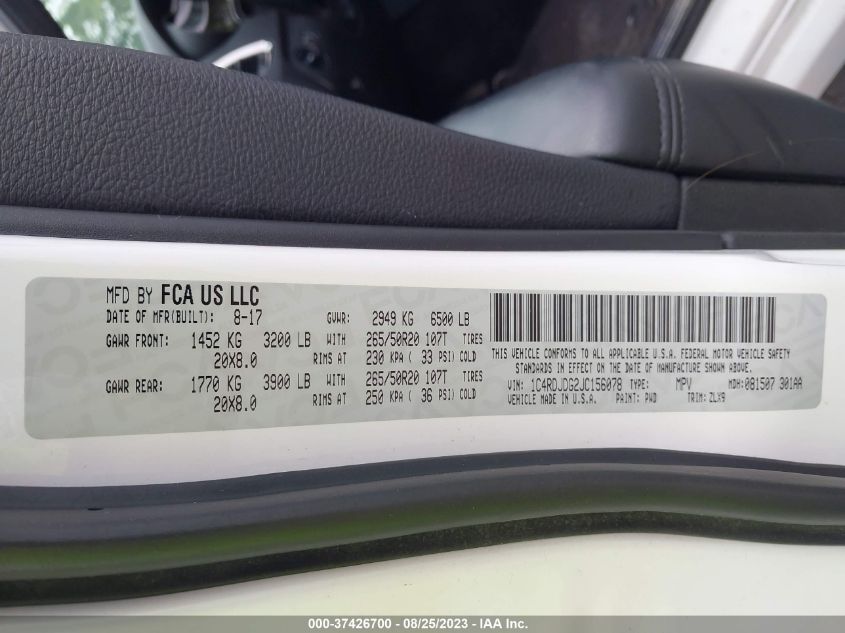 MFD BY FCA US LLC
DATE OF MFR(BUILT): 8-17 GVWR: 2949 KG 6500 LB
GAWR FRONT: 1452 KG 3200 LB WITH 265/50R20 107T TIRES
20X8.0 RIMS AT 230 KPA ( 33 PSI) COLD
GAWR REAR: 1770 KG 3900 LB WITH 265/50R20 107T TIRES
20X8.0 RIMS AT 250 KPA ( 36 PSI) COLD
THIS VEHICLE CONFORMS TO ALL APPLICABLE U.S.A. FEDERAL MOTOR VEHICLE SAFETY
STANDARDS IN EFFECT ON THE DATE OF MANUFACTURE SHOWN ABOVE.
VIN: 1C4RDJDG2JC156078 TYPE: MPV MDH: 081507 301AA
VEHICLE MADE IN U.S.A. PAINT: PWD TRIM: ZLX9
000-37426700 - 08/25/2023 - IAA Inc.